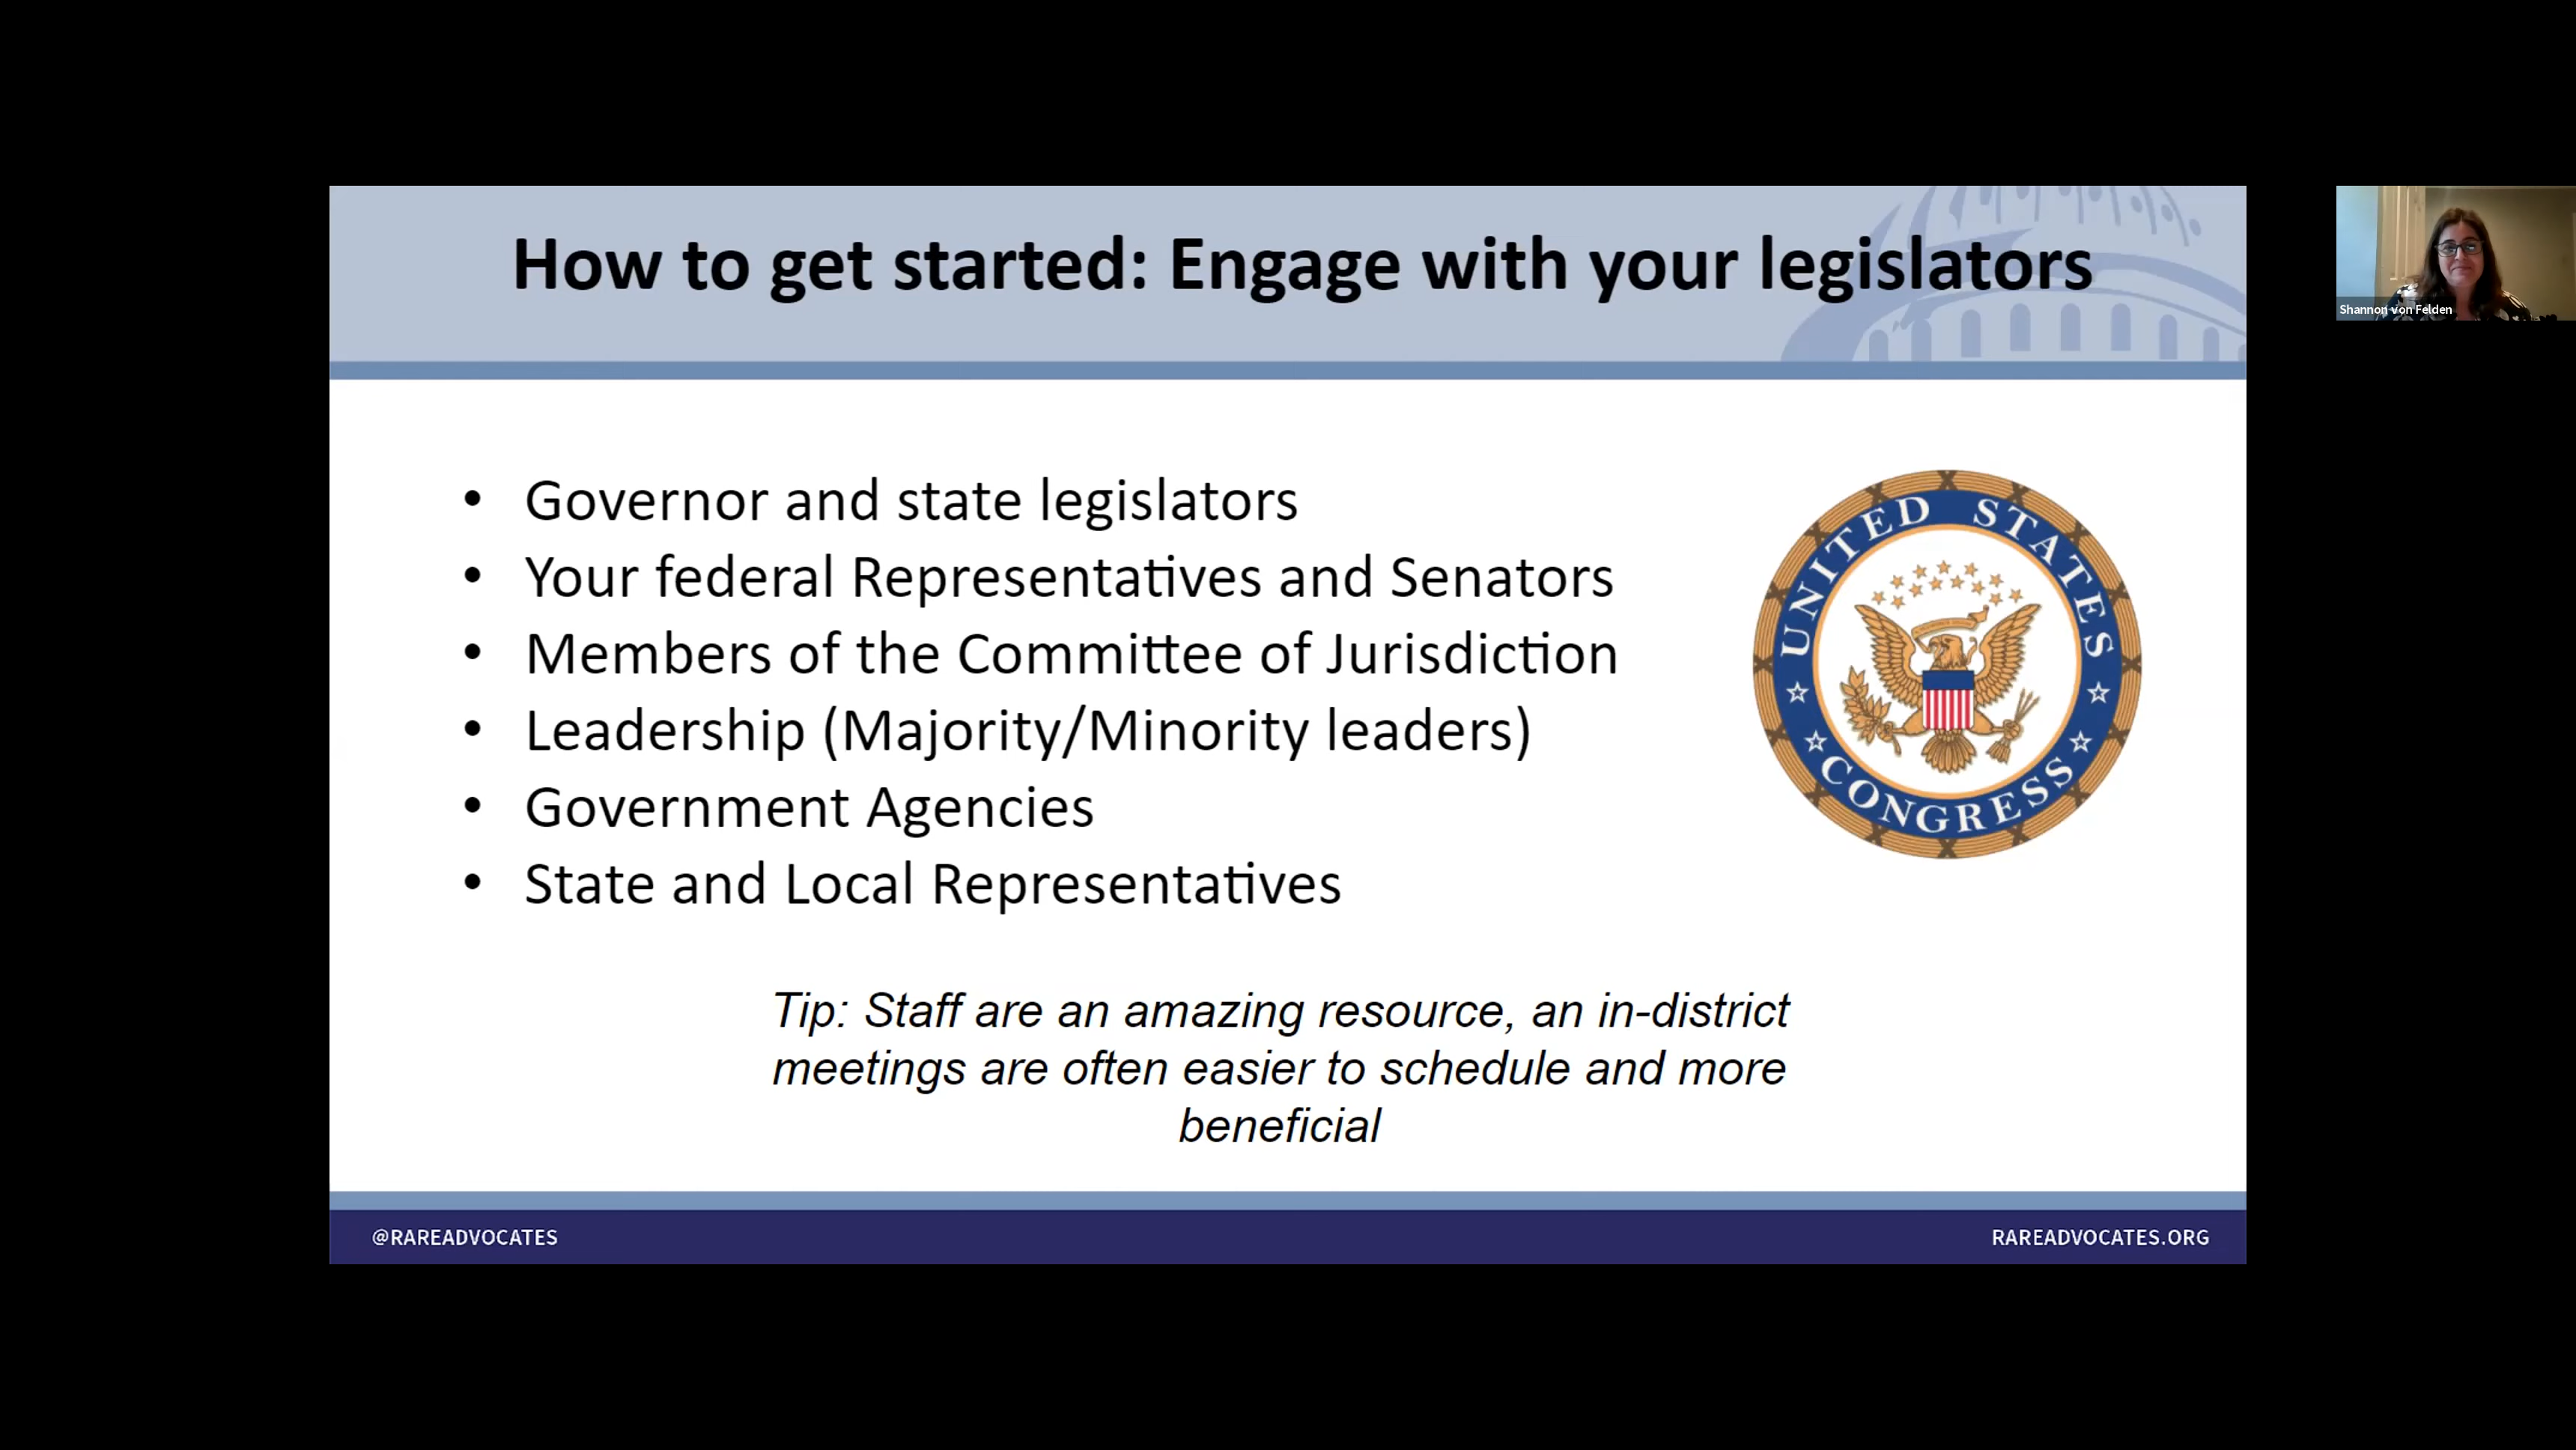 How to get started: Engage with your legislators
Shannon von Felden
• Governor and state legislators
• Your federal Representatives and Senators
• Members of the Committee of Jurisdiction
• Leadership (Majority/Minority leaders)
• Government Agencies
• State and Local Representatives
UNITED STATES
CONGRESS
Tip: Staff are an amazing resource, an in-district
meetings are often easier to schedule and more
beneficial
@RAREADVOCATES
RAREADVOCATES.ORG